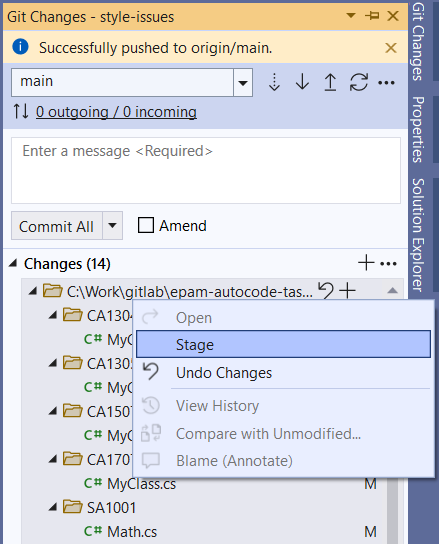 Git Changes - style-issues
Successfully pushed to origin/main.
main
0 outgoing / 0 incoming
Enter a message <Required>
Commit All
Amend
Changes (14)
C:\Work\gitlab\epam-autocode-tas...
Open
CA1304
Stage
C# MyC
Undo Changes
CA1305
C# MyC
View History
CA1507
Compare with Unmodified...
C# MyC
Blame (Annotate)
CA1707
C# MyClass.cs M
SA1001
C# Math.cs M
Git Changes
Properties
Solution Explorer